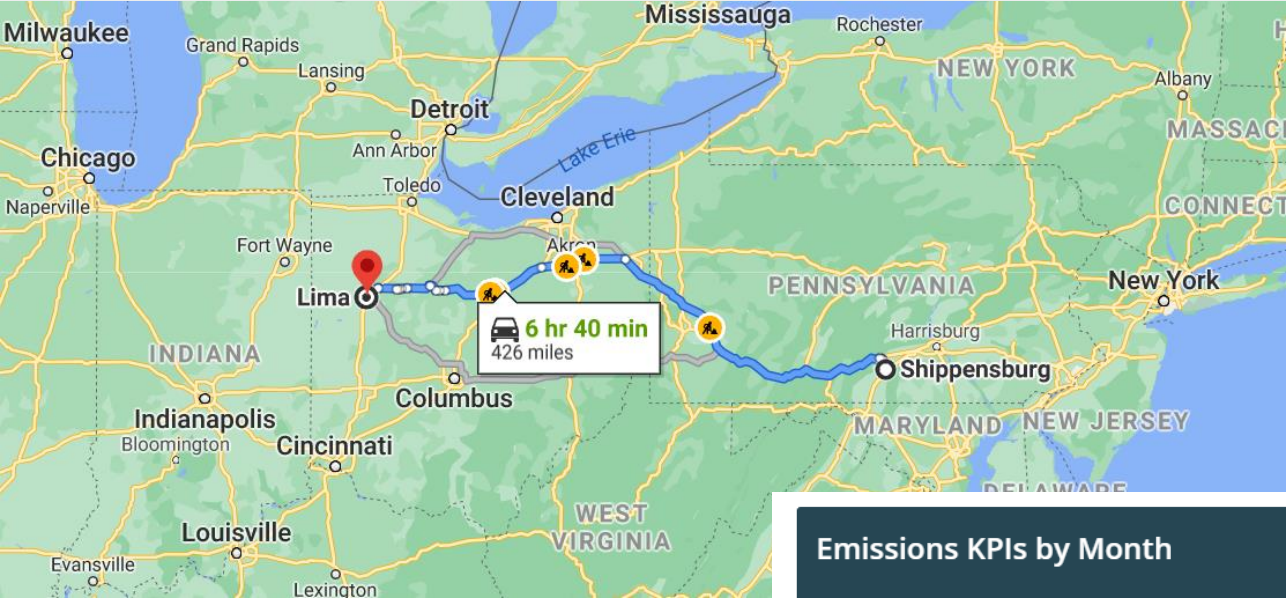 Mississauga
Milwaukee
Rochester
Grand Rapids
NEW YORK
Lansing
Albany
Detroit
MASSAC
Ann Arbor
Lake Erie
Chicago
Toledo
Cleveland
Naperville
CONNECT
Fort Wayne
Akron
Lima
PENNSYLVANIA
New York
6 hr 40 min
426 miles
Harrisburg
INDIANA
Shippensburg
Columbus
Indianapolis
MARYLAND
NEW JERSEY
Bloomington
Cincinnati
DELAWARE
WEST
VIRGINIA
Louisville
Emissions KPIs by Month
Evansville
Lexington